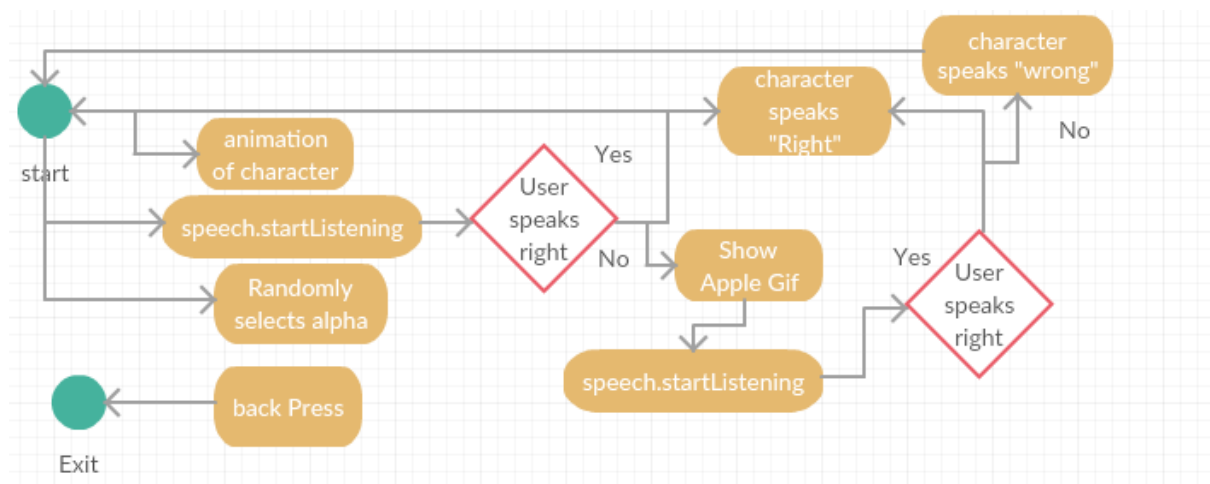 character
speaks "wrong"
character
speaks
"Right"
No
start
animation
of character
Yes
User
speaks
right
speech.startListening
No
Show
Apple Gif
Yes
User
speaks
right
Randomly
selects alpha
speech.startListening
back Press
Exit